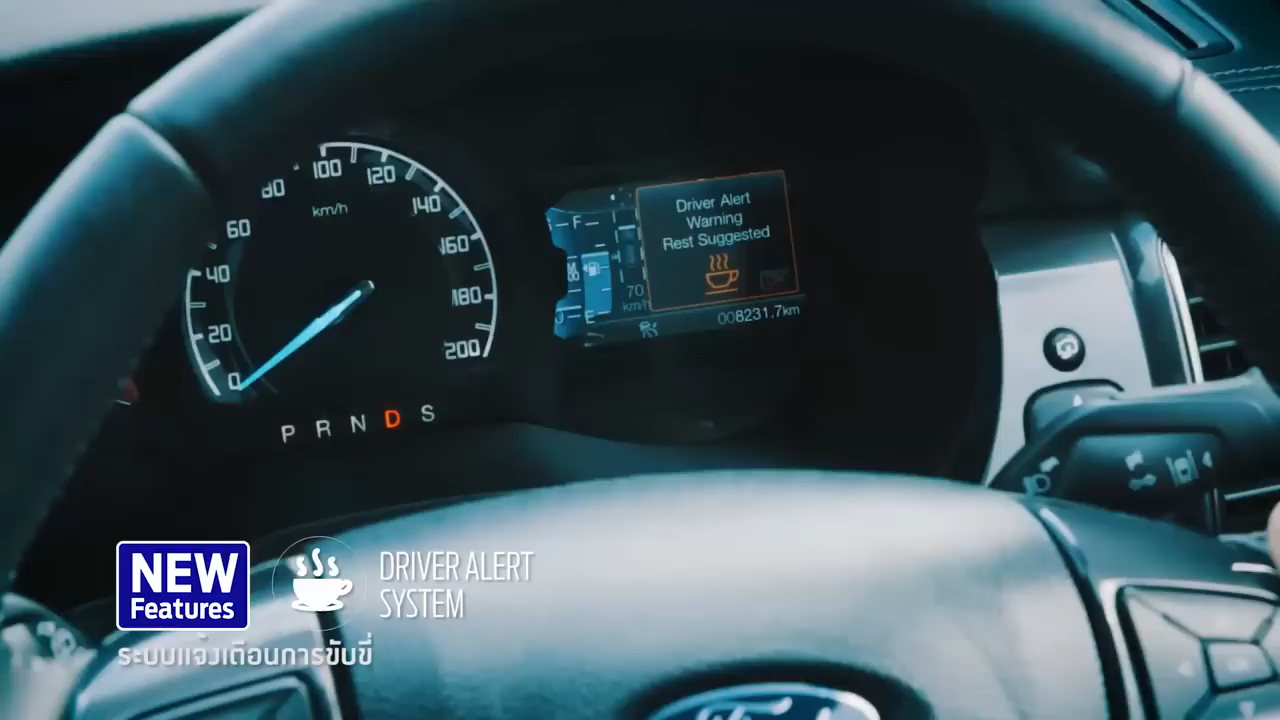 100
80
120
km/h
140
60
160
40
180
20
200
0
P R N D S
Driver Alert
Warning
Rest Suggested
F
E
70
km/h
008231.7km
NEW
Features
DRIVER ALERT
SYSTEM
ระบบแจ้งเตือนการขับขี่